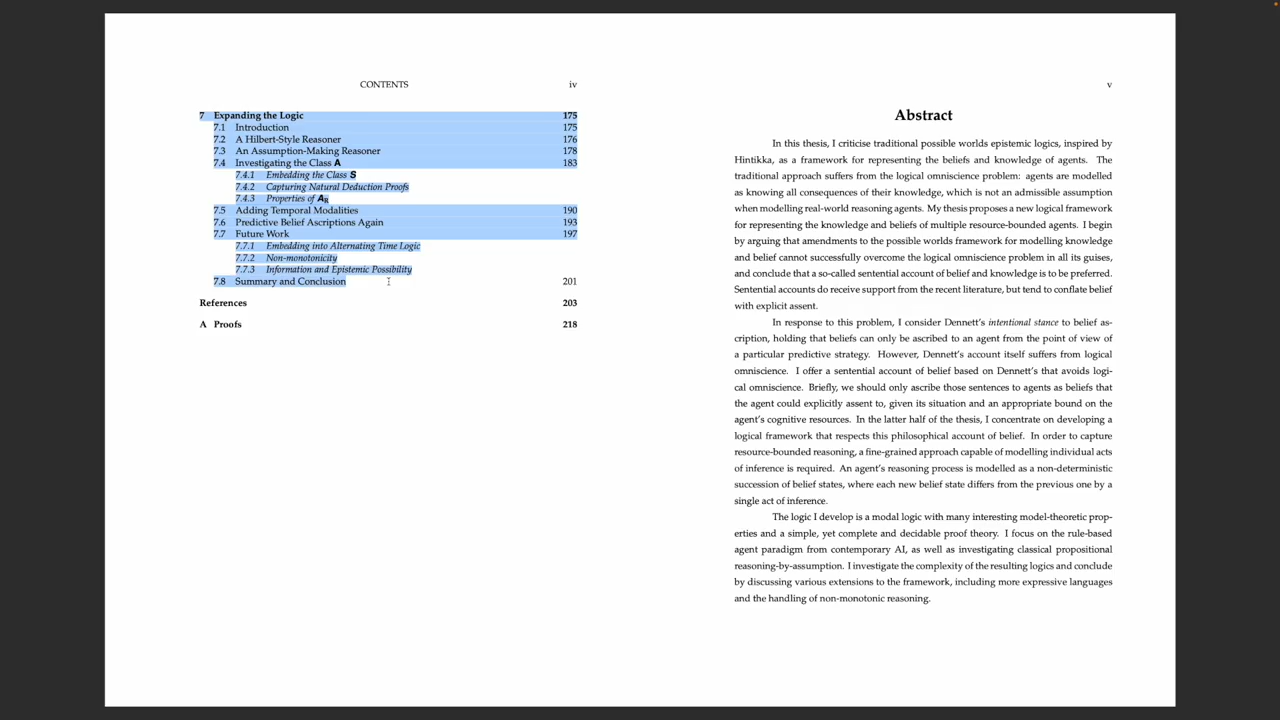 CONTENTS iv
7 Expanding the Logic 175
7.1 Introduction 175
7.2 A Hilbert-Style Reasoner 176
7.3 An Assumption-Making Reasoner 178
7.4 Investigating the Class A 183
7.4.1 Embedding the Class S
7.4.2 Capturing Natural Deduction Proofs
7.4.3 Properties of AR
7.5 Adding Temporal Modalities 190
7.6 Predictive Belief Ascriptions Again 193
7.7 Future Work 197
7.7.1 Embedding into Alternating Time Logic
7.7.2 Non-monotonicity
7.7.3 Information and Epistemic Possibility
7.8 Summary and Conclusion 201
References 203
A Proofs 218
v
Abstract
In this thesis, I criticise traditional possible worlds epistemic logics, inspired by
Hintikka, as a framework for representing the beliefs and knowledge of agents. The
traditional approach suffers from the logical omniscience problem: agents are modelled
as knowing all consequences of their knowledge, which is not an admissible assumption
when modelling real-world reasoning agents. My thesis proposes a new logical framework
for representing the knowledge and beliefs of multiple resource-bounded agents. I begin
by arguing that amendments to the possible worlds framework for modelling knowledge
and belief cannot successfully overcome the logical omniscience problem in all its guises,
and conclude that a so-called sentential account of belief and knowledge is to be preferred.
Sentential accounts do receive support from the recent literature, but tend to conflate belief
with explicit assent.
In response to this problem, I consider Dennett's intentional stance to belief as-
cription, holding that beliefs can only be ascribed to an agent from the point of view of
a particular predictive strategy. However, Dennett's account itself suffers from logical
omniscience. I offer a sentential account of belief based on Dennett's that avoids logi-
cal omniscience. Briefly, we should only ascribe those sentences to agents as beliefs that
the agent could explicitly assent to, given its situation and an appropriate bound on the
agent's cognitive resources. In the latter half of the thesis, I concentrate on developing a
logical framework that respects this philosophical account of belief. In order to capture
resource-bounded reasoning, a fine-grained approach capable of modelling individual acts
of inference is required. An agent's reasoning process is modelled as a non-deterministic
succession of belief states, where each new belief state differs from the previous one by a
single act of inference.
The logic I develop is a modal logic with many interesting model-theoretic prop-
erties and a simple, yet complete and decidable proof theory. I focus on the rule-based
agent paradigm from contemporary AI, as well as investigating classical propositional
reasoning-by-assumption. I investigate the complexity of the resulting logics and conclude
by discussing various extensions to the framework, including more expressive languages
and the handling of non-monotonic reasoning.